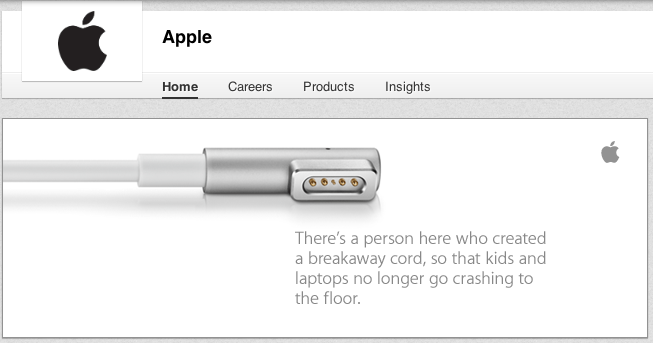 Apple
Home Careers Products Insights
There’s a person here who created
a breakaway cord, so that kids and
laptops no longer go crashing to
the floor.